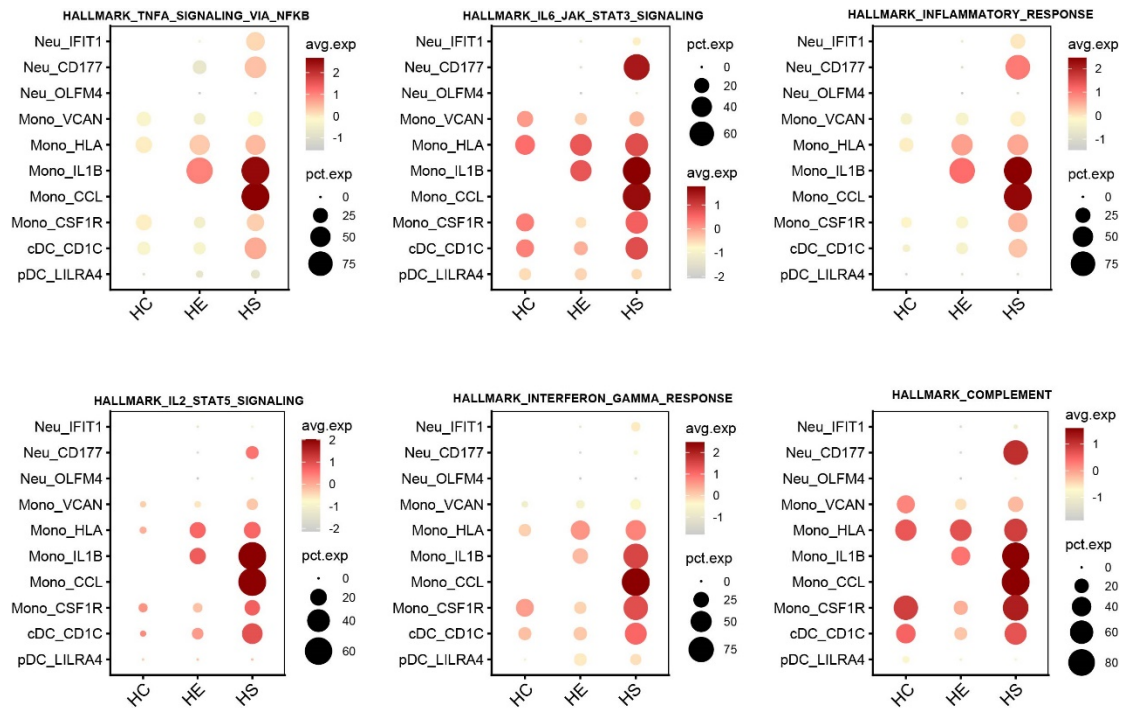 HALLMARK_TNFA_SIGNALING_VIA_NFKB
Neu_IFIT1
Neu_CD177
Neu_OLFM4
Mono_VCAN
Mono_HLA
Mono_IL1B
Mono_CCL
Mono_CSF1R
cDC_CD1C
pDC_LILRA4
HC HE HS
avg.exp
2
1
0
-1
pct.exp
0
25
50
75
HALLMARK_IL6_JAK_STAT3_SIGNALING
Neu_IFIT1
Neu_CD177
Neu_OLFM4
Mono_VCAN
Mono_HLA
Mono_IL1B
Mono_CCL
Mono_CSF1R
cDC_CD1C
pDC_LILRA4
HC HE HS
pct.exp
0
20
40
60
avg.exp
1
0
-1
-2
HALLMARK_INFLAMMATORY_RESPONSE
Neu_IFIT1
Neu_CD177
Neu_OLFM4
Mono_VCAN
Mono_HLA
Mono_IL1B
Mono_CCL
Mono_CSF1R
cDC_CD1C
pDC_LILRA4
HC HE HS
avg.exp
2
1
0
-1
pct.exp
0
25
50
75
HALLMARK_IL2_STAT5_SIGNALING
Neu_IFIT1
Neu_CD177
Neu_OLFM4
Mono_VCAN
Mono_HLA
Mono_IL1B
Mono_CCL
Mono_CSF1R
cDC_CD1C
pDC_LILRA4
HC HE HS
avg.exp
2
1
0
-1
-2
pct.exp
0
20
40
60
HALLMARK_INTERFERON_GAMMA_RESPONSE
Neu_IFIT1
Neu_CD177
Neu_OLFM4
Mono_VCAN
Mono_HLA
Mono_IL1B
Mono_CCL
Mono_CSF1R
cDC_CD1C
pDC_LILRA4
HC HE HS
avg.exp
2
1
0
-1
pct.exp
0
25
50
75
HALLMARK_COMPLEMENT
Neu_IFIT1
Neu_CD177
Neu_OLFM4
Mono_VCAN
Mono_HLA
Mono_IL1B
Mono_CCL
Mono_CSF1R
cDC_CD1C
pDC_LILRA4
HC HE HS
avg.exp
1
0
-1
pct.exp
0
20
40
60
80